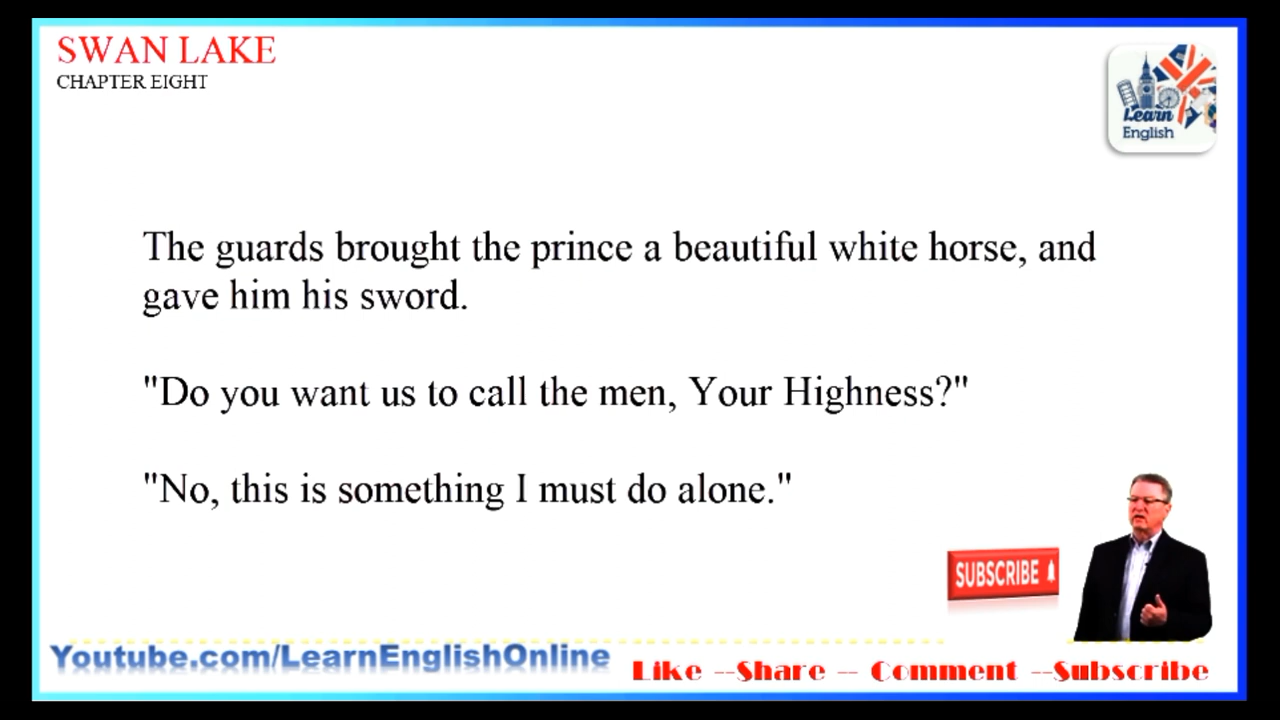 SWAN LAKE
CHAPTER EIGHT
Learn
English
The guards brought the prince a beautiful white horse, and
gave him his sword.
"Do you want us to call the men, Your Highness?"
"No, this is something I must do alone."
SUBSCRIBE
Youtube.com/LearnEnglishOnline
Like --Share -- Comment --Subscribe